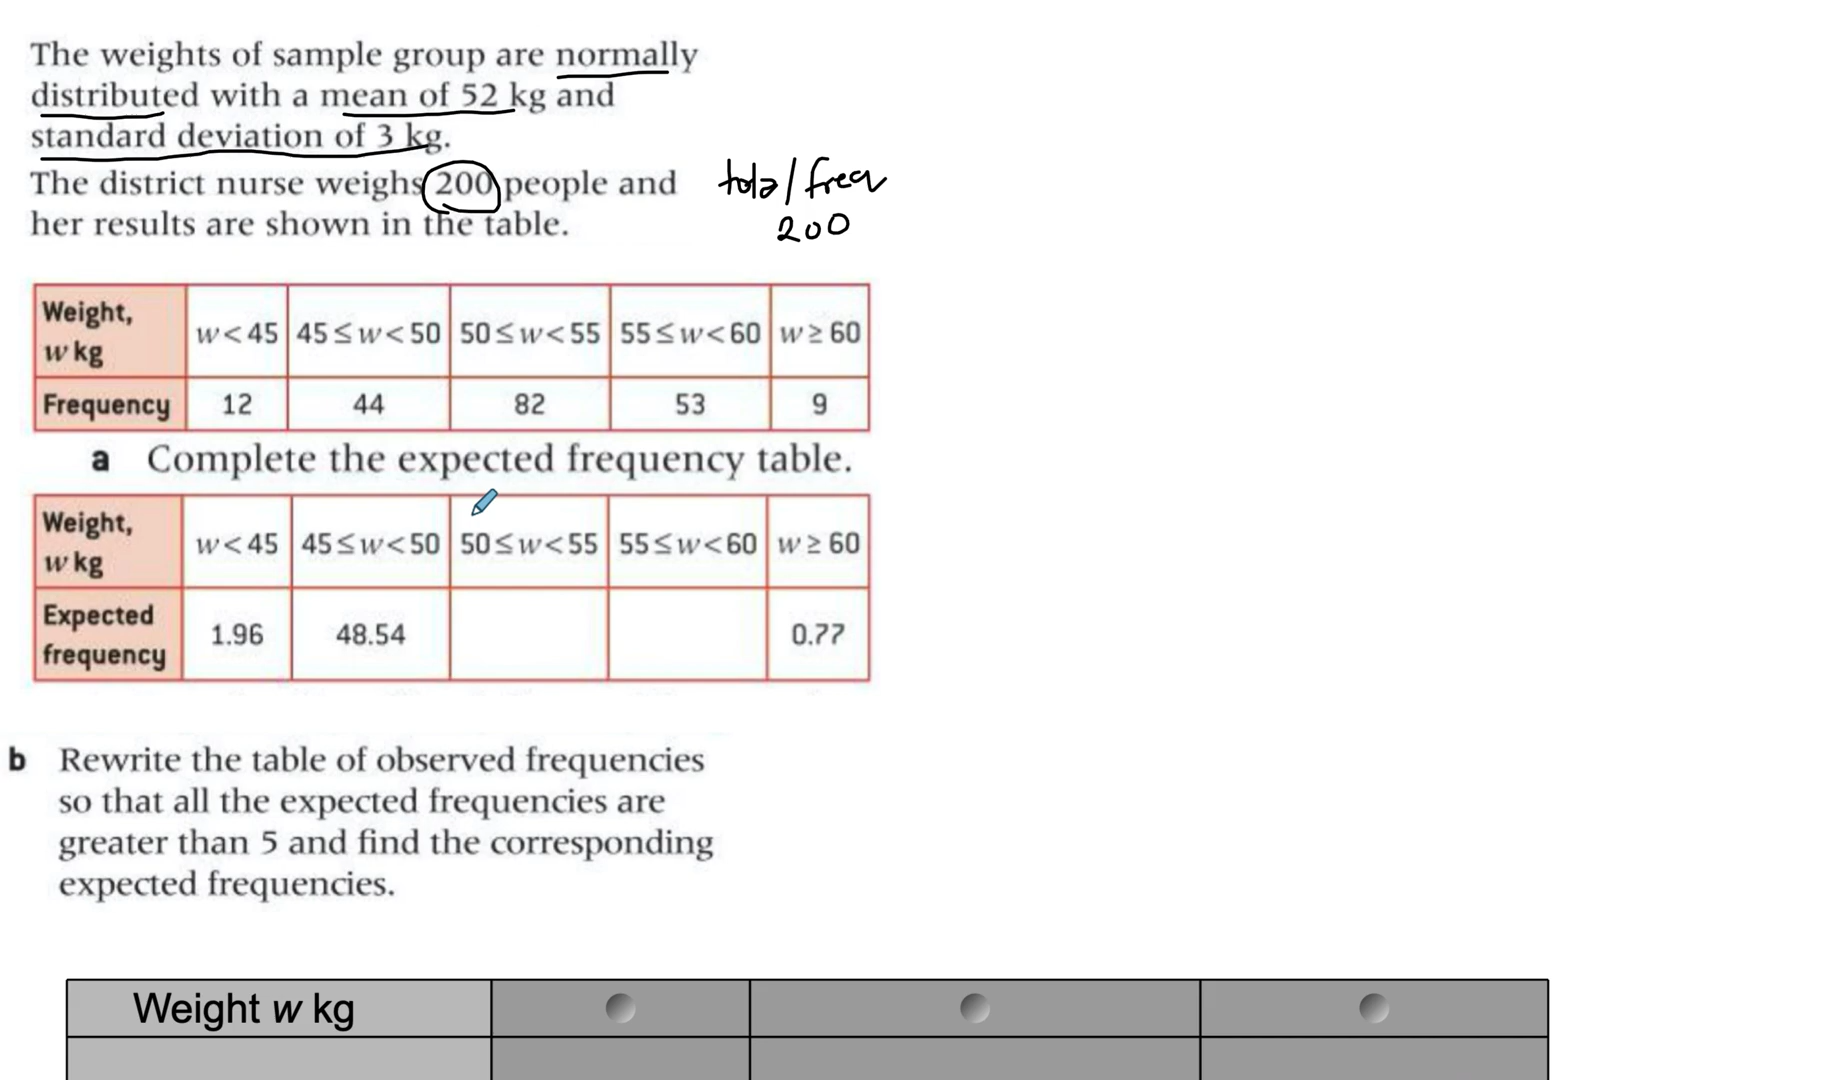 The weights of sample group are normally
distributed with a mean of 52 kg and
standard deviation of 3 kg.
The district nurse weighs 200 people and
her results are shown in the table.
total freq
200
Weight, w kg w < 45 45 ≤ w < 50 50 ≤ w < 55 55 ≤ w < 60 w ≥ 60
Frequency 12 44 82 53 9
a Complete the expected frequency table.
Weight, w kg w < 45 45 ≤ w < 50 50 ≤ w < 55 55 ≤ w < 60 w ≥ 60
Expected frequency 1.96 48.54 0.77
b Rewrite the table of observed frequencies
so that all the expected frequencies are
greater than 5 and find the corresponding
expected frequencies.
Weight w kg